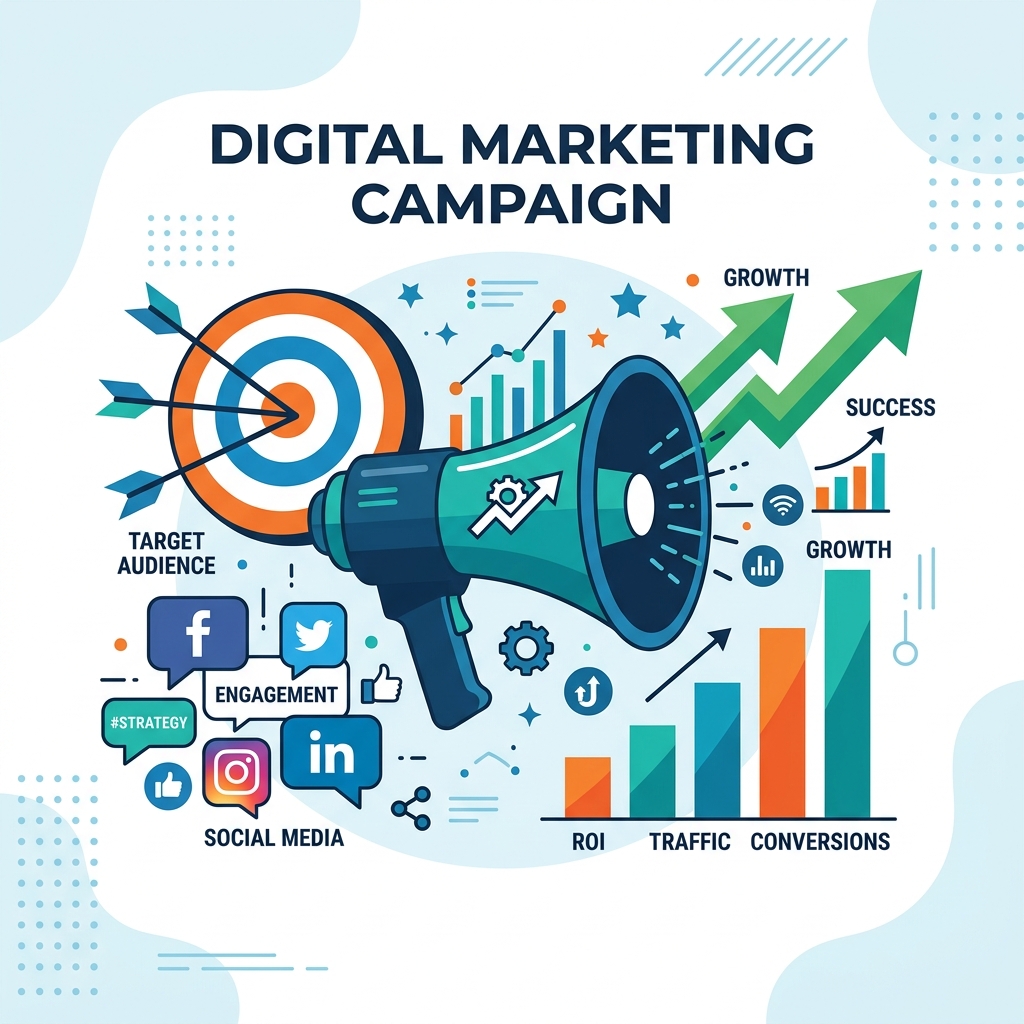 DIGITAL MARKETING
CAMPAIGN
GROWTH
SUCCESS
TARGET
AUDIENCE
GROWTH
f
ENGAGEMENT
#STRATEGY
in
SOCIAL MEDIA
ROI TRAFFIC CONVERSIONS